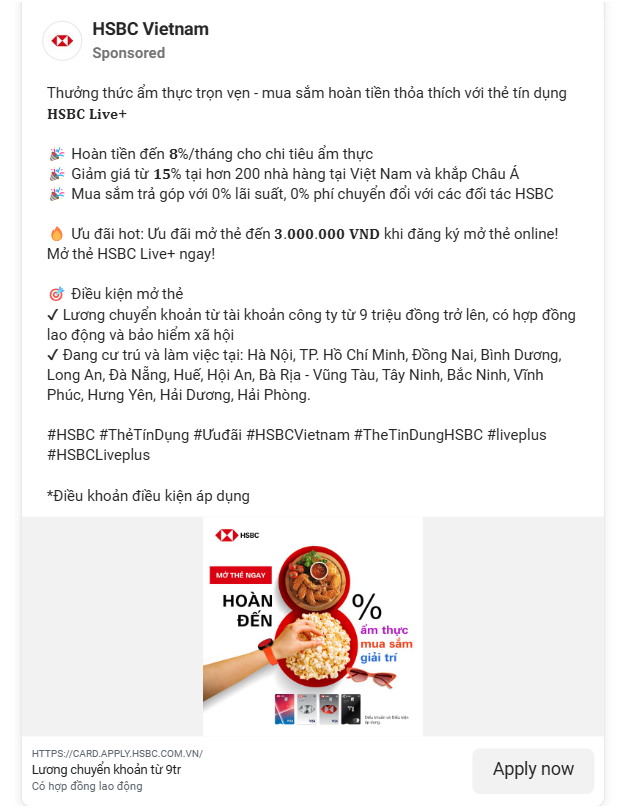 HSBC Vietnam
Sponsored
Thưởng thức ẩm thực trọn vẹn - mua sắm hoàn tiền thỏa thích với thẻ tín dụng
HSBC Live+
🎉 Hoàn tiền đến 8%/tháng cho chi tiêu ẩm thực
🎉 Giảm giá từ 15% tại hơn 200 nhà hàng tại Việt Nam và khắp Châu Á
🎉 Mua sắm trả góp với 0% lãi suất, 0% phí chuyển đổi với các đối tác HSBC
🔥 Ưu đãi hot: Ưu đãi mở thẻ đến 3.000.000 VND khi đăng ký mở thẻ online!
Mở thẻ HSBC Live+ ngay!
🎯 Điều kiện mở thẻ
✔ Lương chuyển khoản từ tài khoản công ty từ 9 triệu đồng trở lên, có hợp đồng
lao động và bảo hiểm xã hội
✔ Đang cư trú và làm việc tại: Hà Nội, TP. Hồ Chí Minh, Đồng Nai, Bình Dương,
Long An, Đà Nẵng, Huế, Hội An, Bà Rịa - Vũng Tàu, Tây Ninh, Bắc Ninh, Vĩnh
Phúc, Hưng Yên, Hải Dương, Hải Phòng.
#HSBC #ThẻTínDụng #Ưuđãi #HSBCVietnam #TheTinDungHSBC #liveplus
#HSBCLiveplus
*Điều khoản điều kiện áp dụng
HSBC
MỞ THẺ NGAY
HOÀN
ĐẾN
%
ẩm thực
mua sắm
giải trí
Điều khoản và Điều kiện
áp dụng.
HTTPS://CARD.APPLY.HSBC.COM.VN/
Lương chuyển khoản từ 9tr
Có hợp đồng lao động
Apply now